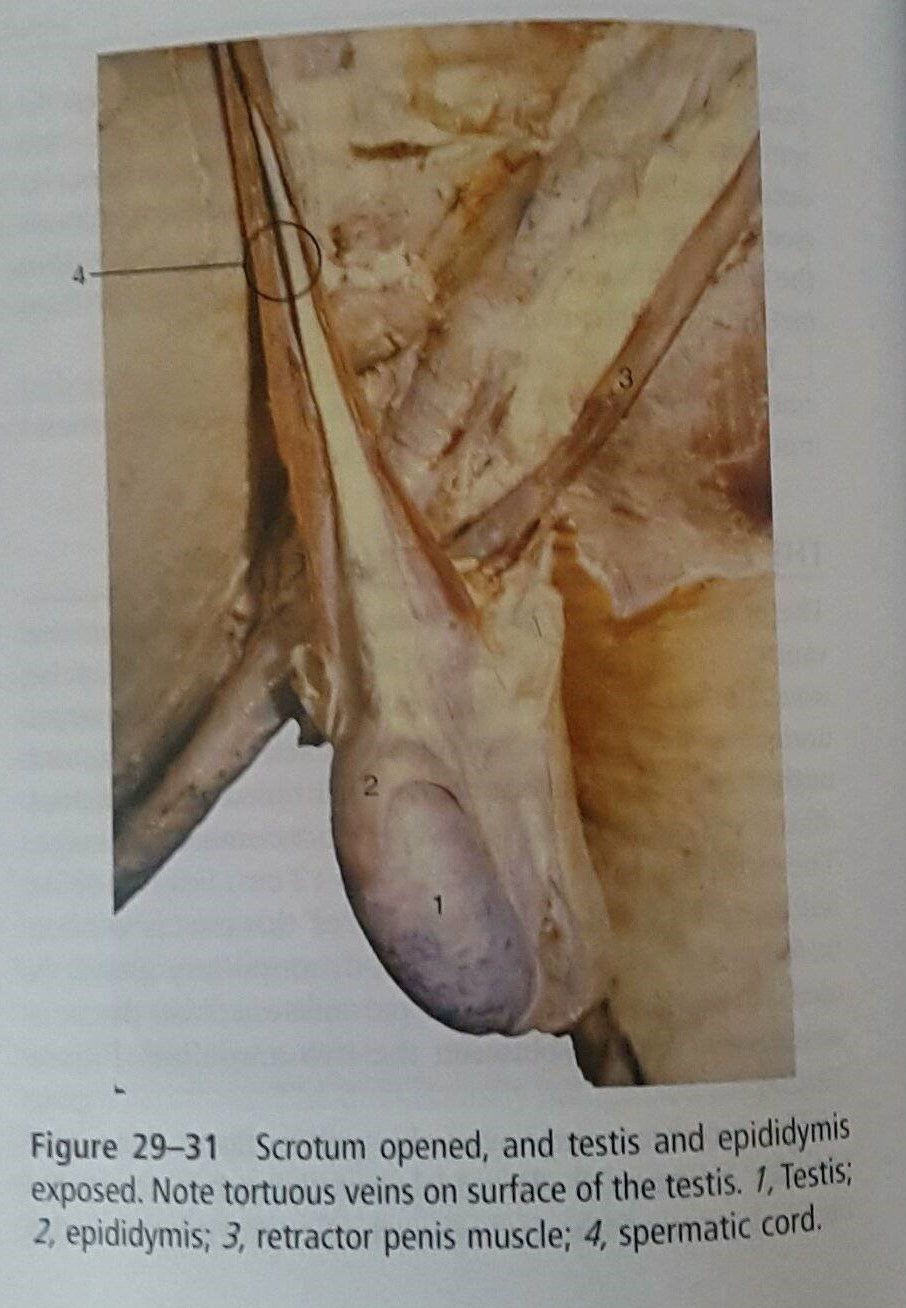 4
3
2
1
Figure 29–31 Scrotum opened, and testis and epididymis
exposed. Note tortuous veins on surface of the testis. 1, Testis;
2, epididymis; 3, retractor penis muscle; 4, spermatic cord.